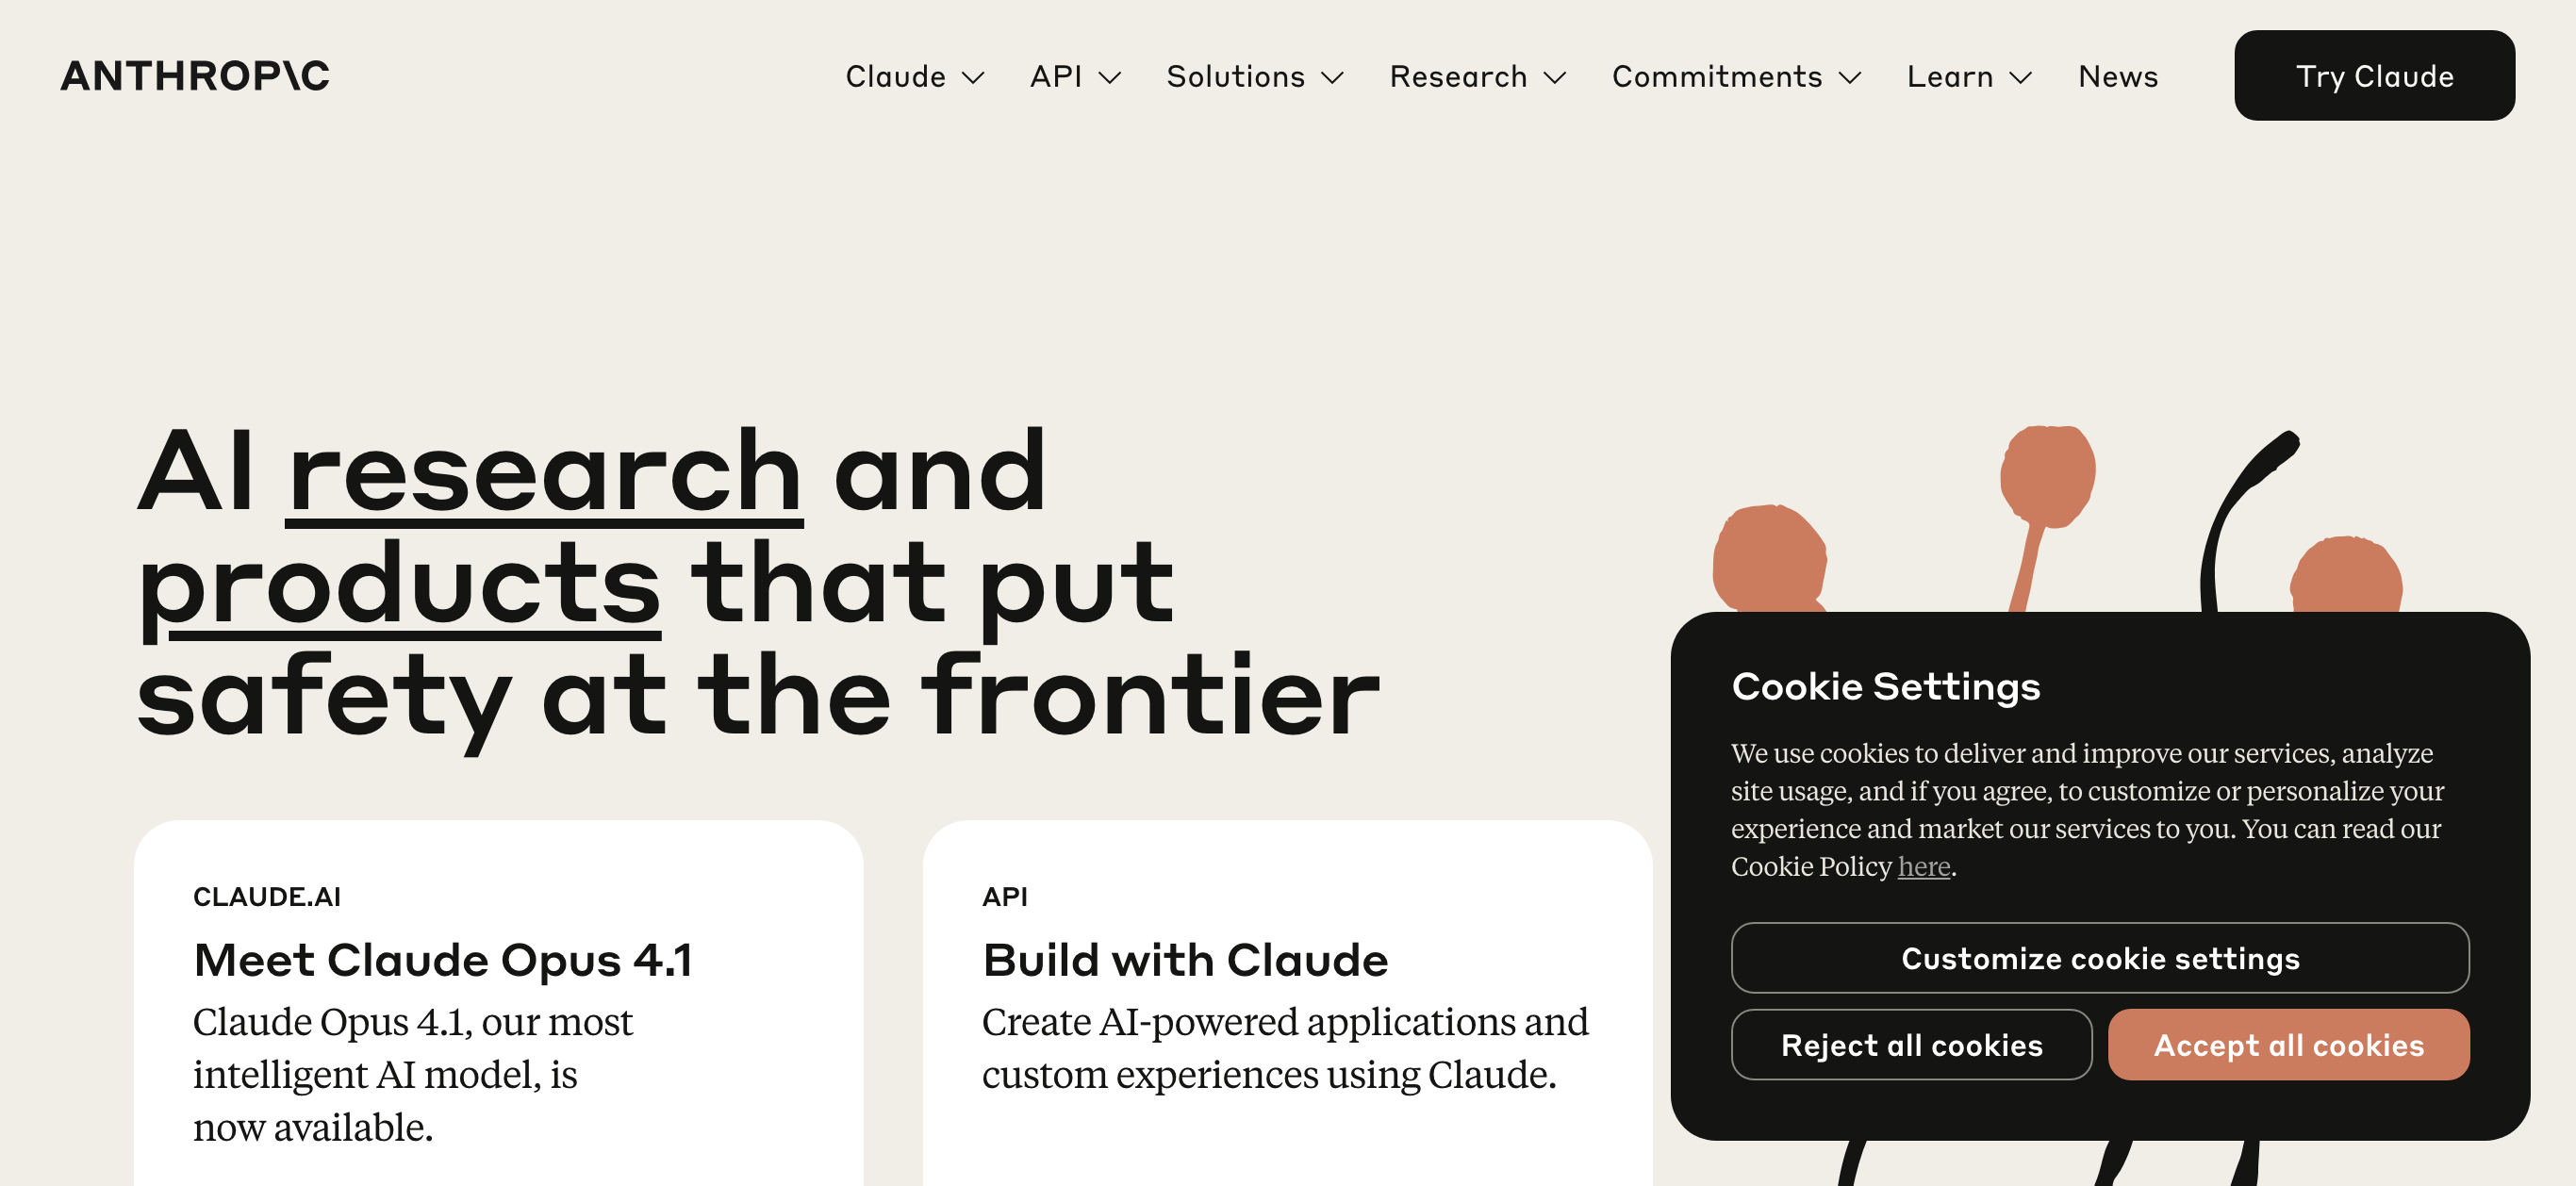 ANTHROP\C
Claude
API
Solutions
Research
Commitments
Learn
News
Try Claude
AI research and
products that put
safety at the frontier
CLAUDE.AI
Meet Claude Opus 4.1
Claude Opus 4.1, our most
intelligent AI model, is
now available.
API
Build with Claude
Create AI-powered applications and
custom experiences using Claude.
Cookie Settings
We use cookies to deliver and improve our services, analyze
site usage, and if you agree, to customize or personalize your
experience and market our services to you. You can read our
Cookie Policy here.
Customize cookie settings
Reject all cookies
Accept all cookies